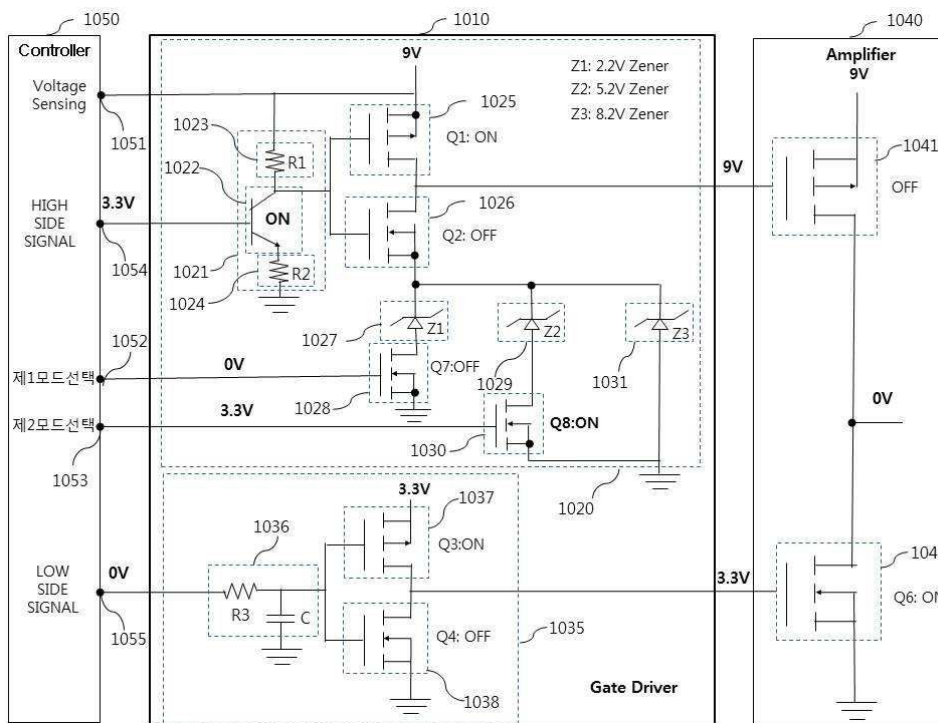 1050
1010
1040
Controller
Amplifier
9V
9V
Z1: 2.2V Zener
Z2: 5.2V Zener
Z3: 8.2V Zener
Voltage
Sensing
1051
1023
R1
1025
Q1: ON
1041
OFF
1022
9V
HIGH
SIDE
SIGNAL
3.3V
1054
ON
1026
Q2: OFF
1021
R2
1024
1052
1027
Z1
Z2
Z3
1029
1031
제1모드선택
0V
Q7:OFF
1028
제2모드선택
3.3V
Q8:ON
1030
0V
1053
1020
3.3V
1037
1036
Q3:ON
LOW
SIDE
SIGNAL
0V
3.3V
104
Q6: ON
R3
C
1055
Q4: OFF
1035
1038
Gate Driver